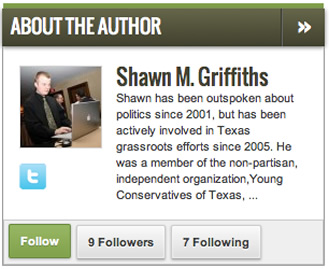 ABOUT THE AUTHOR »
Shawn M. Griffiths
Shawn has been outspoken about
politics since 2001, but has been
actively involved in Texas
grassroots efforts since 2005. He
was a member of the non-partisan,
independent organization,Young
Conservatives of Texas, ...
Follow
9 Followers
7 Following